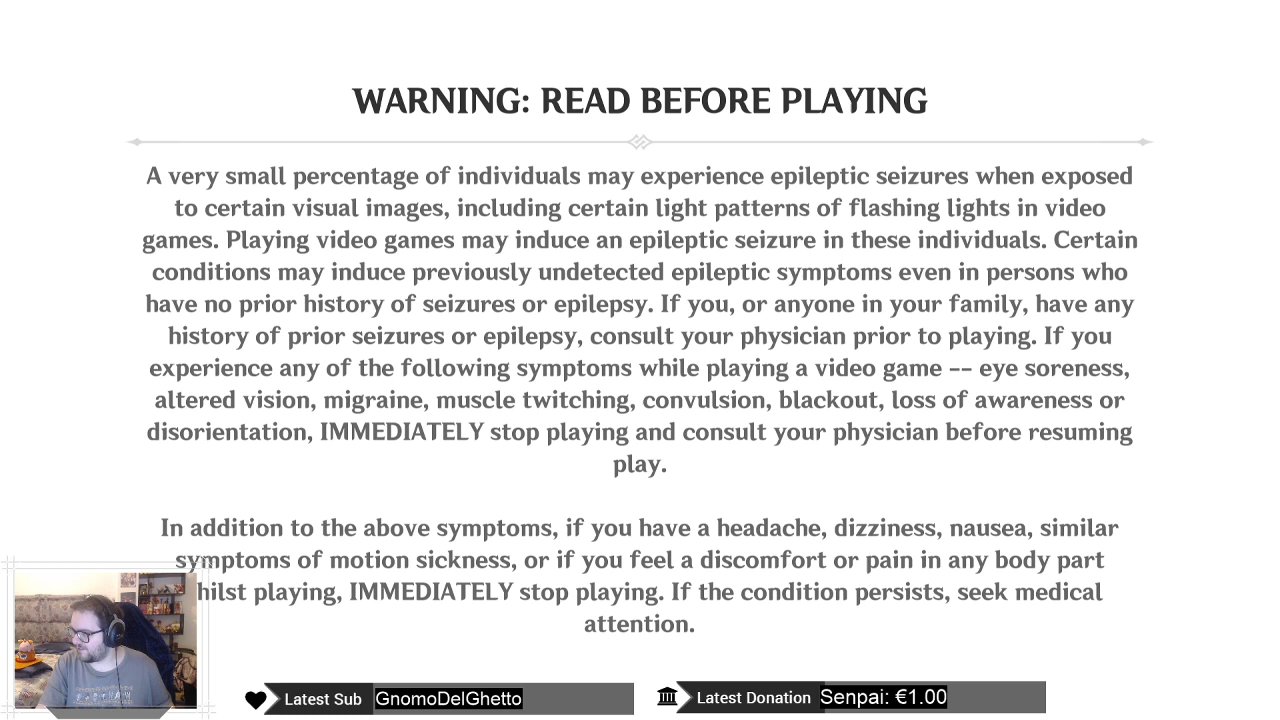 WARNING: READ BEFORE PLAYING
A very small percentage of individuals may experience epileptic seizures when exposed
to certain visual images, including certain light patterns of flashing lights in video
games. Playing video games may induce an epileptic seizure in these individuals. Certain
conditions may induce previously undetected epileptic symptoms even in persons who
have no prior history of seizures or epilepsy. If you, or anyone in your family, have any
history of prior seizures or epilepsy, consult your physician prior to playing. If you
experience any of the following symptoms while playing a video game -- eye soreness,
altered vision, migraine, muscle twitching, convulsion, blackout, loss of awareness or
disorientation, IMMEDIATELY stop playing and consult your physician before resuming
play.
In addition to the above symptoms, if you have a headache, dizziness, nausea, similar
symptoms of motion sickness, or if you feel a discomfort or pain in any body part
hilst playing, IMMEDIATELY stop playing. If the condition persists, seek medical
attention.
Latest Sub GnomoDelGhetto
Latest Donation Senpai: €1.00